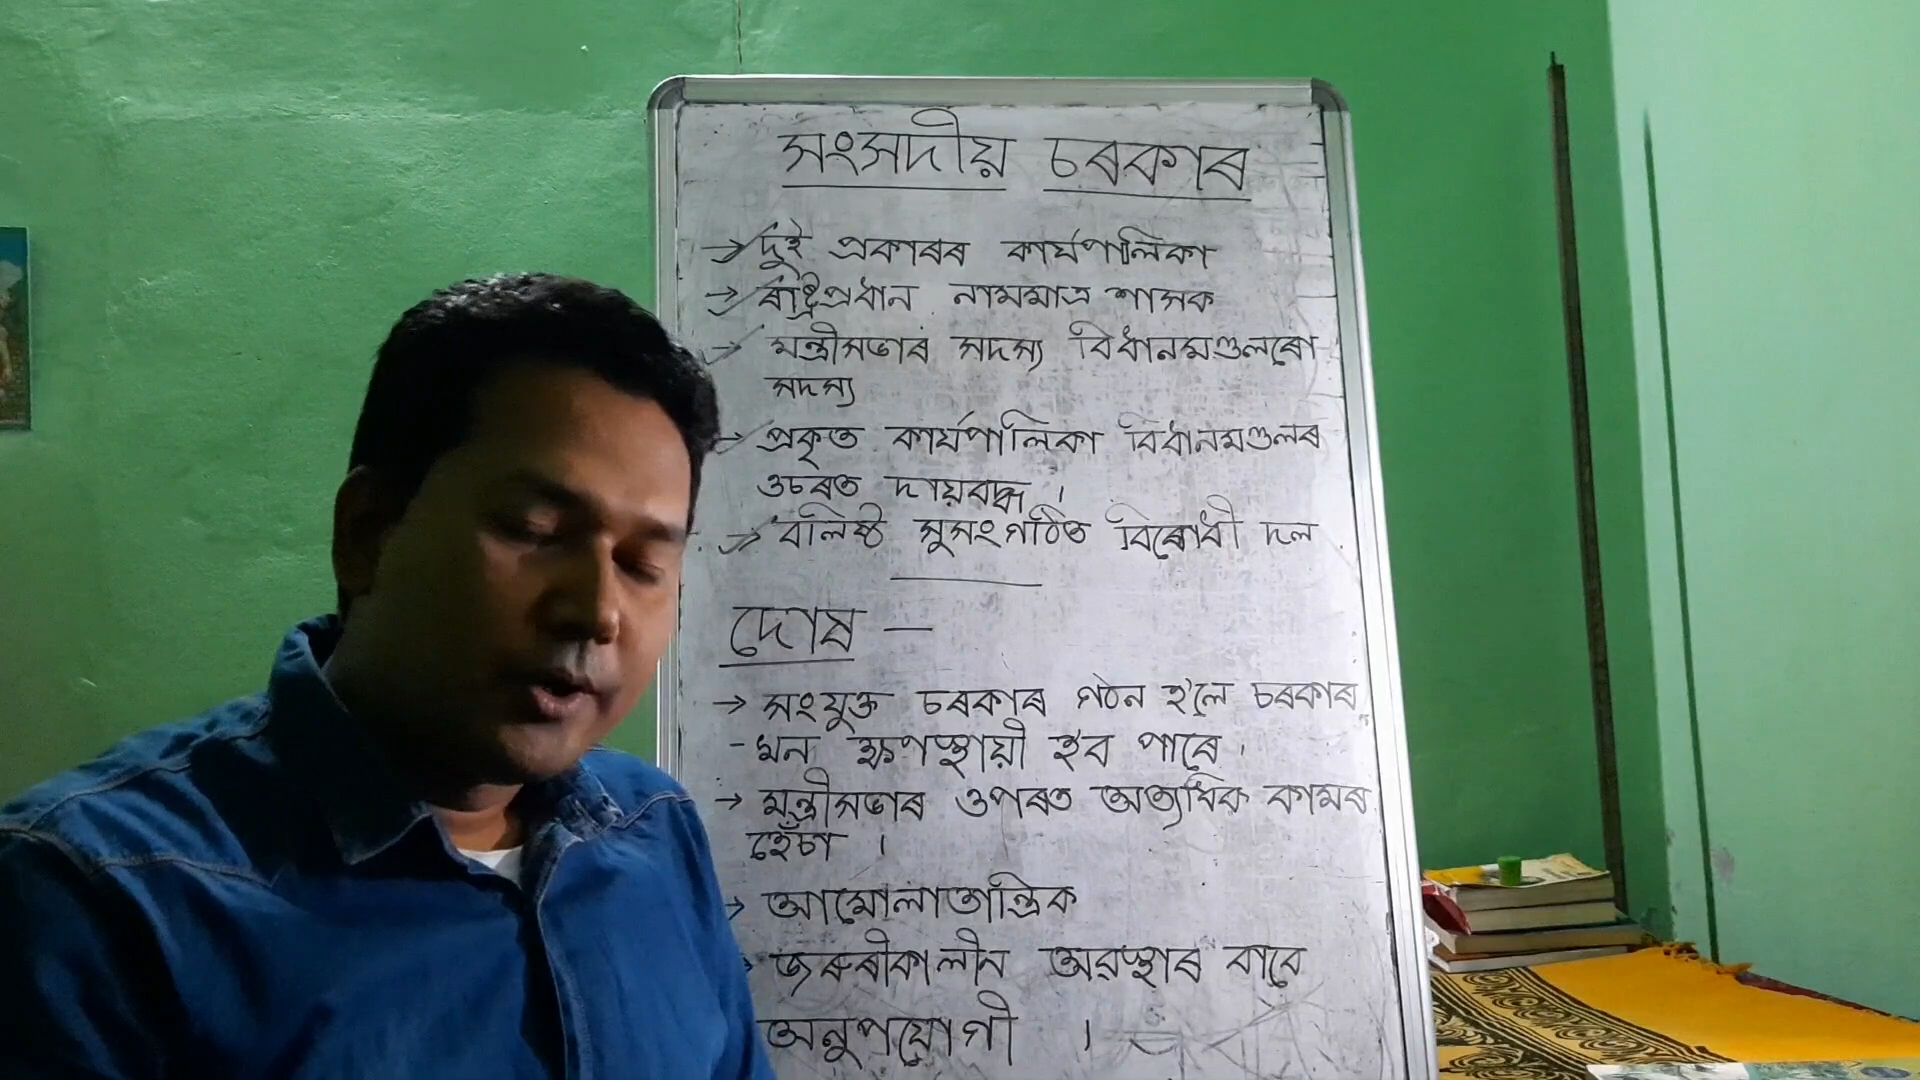 সংসদীয় চৰকাৰ
→ দুই প্ৰকাৰৰ কাৰ্যপালিকা
→ ৰাষ্ট্ৰপ্ৰধান নামমাত্ৰ শাসক
→ মন্ত্ৰীসভাৰ সদস্য বিধানমণ্ডলৰো
সদস্য
→ প্ৰকৃত কাৰ্যপালিকা বিধানমণ্ডলৰ
ওচৰত দায়বদ্ধ ।
→ বলিষ্ঠ সুসংগঠিত বিৰোধী দল
দোষ —
→ সংযুক্ত চৰকাৰ গঠন হ'লে চৰকাৰ
- খন ক্ষণস্থায়ী হ'ব পাৰে ।
→ মন্ত্ৰীসভাৰ ওপৰত অত্যধিক কামৰ
হেঁচা ।
→ আমোলাতান্ত্ৰিক
জৰুৰীকালীন অৱস্থাৰ বাবে
অনুপযোগী ।